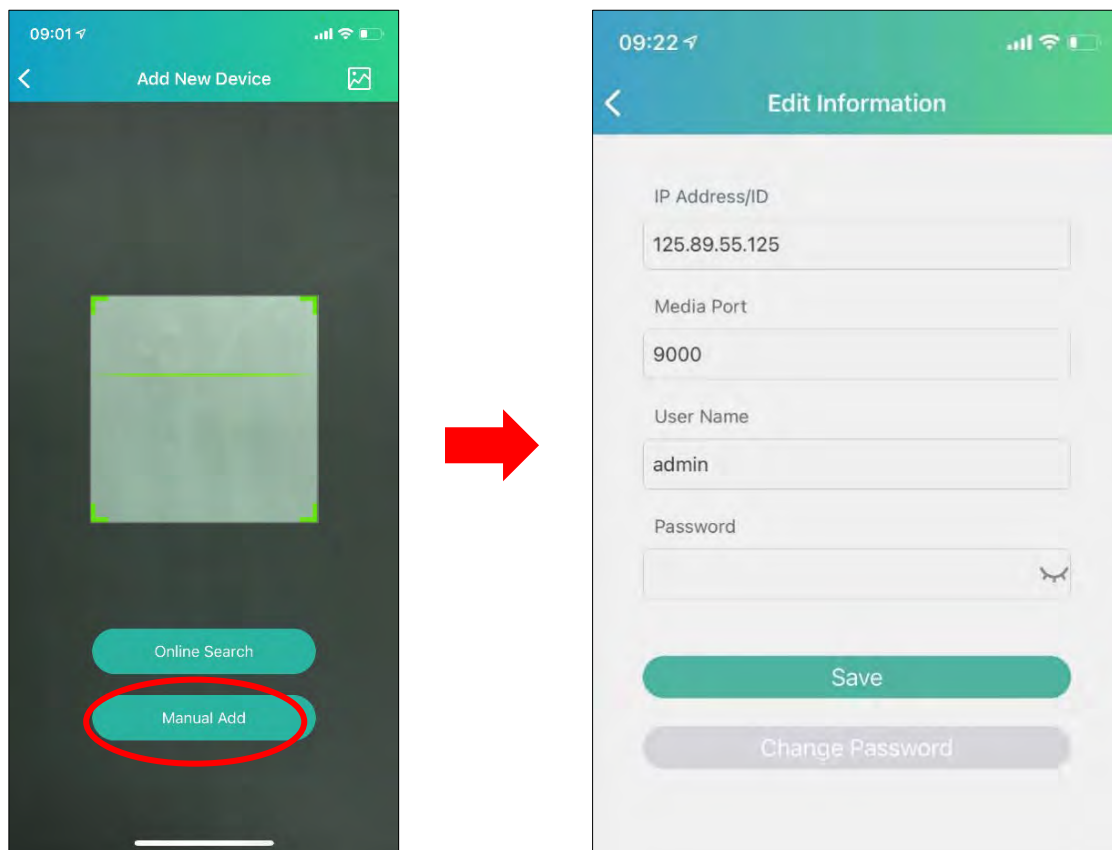 09:01
Add New Device
Online Search
Manual Add
09:22
Edit Information
IP Address/ID
125.89.55.125
Media Port
9000
User Name
admin
Password
Save
Change Password